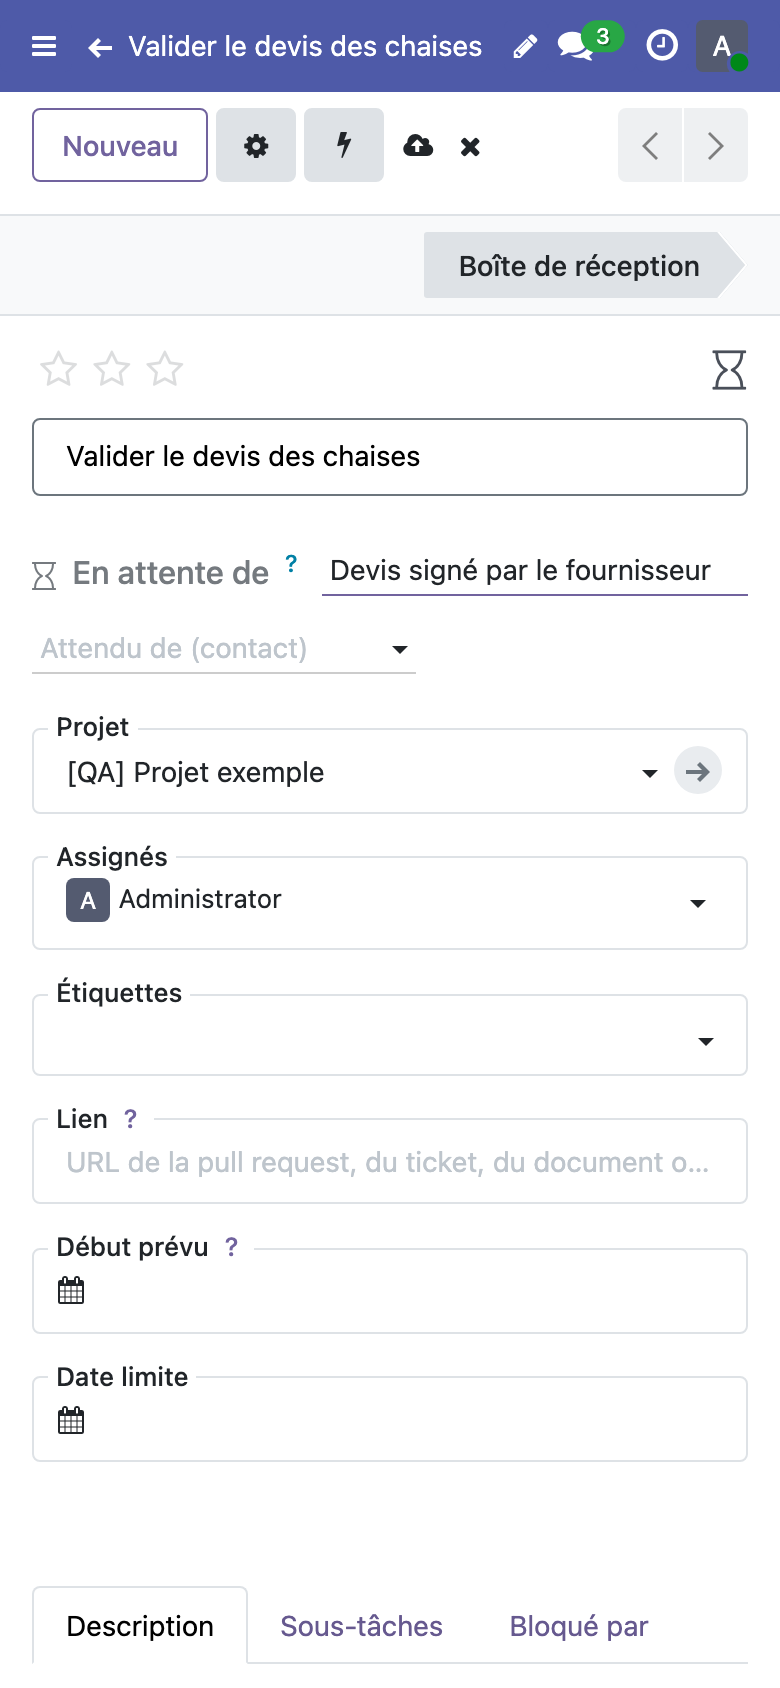 Valider le devis des chaises
3
A
Nouveau
Boîte de réception
Valider le devis des chaises
En attente de ?
Devis signé par le fournisseur
Attendu de (contact)
Projet
[QA] Projet exemple
Assignés
A Administrator
Étiquettes
Lien ?
URL de la pull request, du ticket, du document o...
Début prévu ?
Date limite
Description
Sous-tâches
Bloqué par